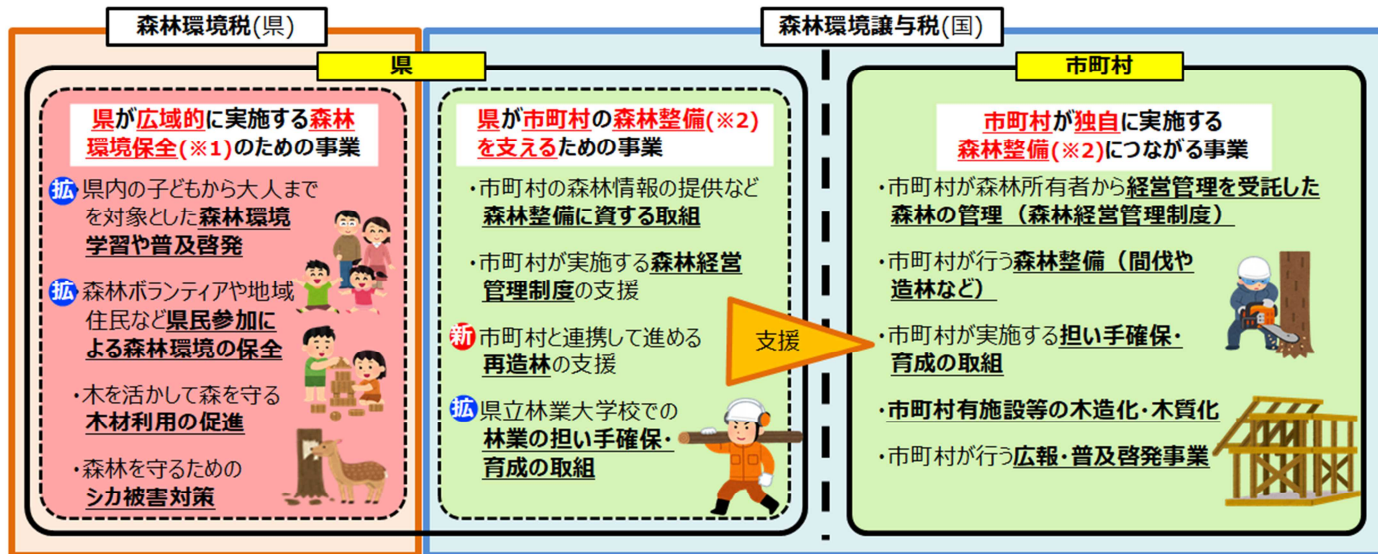 森林環境税(県)
森林環境譲与税(国)
県
市町村
県が広域的に実施する森林
環境保全(※1)のための事業
拡 県内の子どもから大人まで
を対象とした森林環境
学習や普及啓発
拡 森林ボランティアや地域
住民など県民参加に
よる森林環境の保全
・木を活かして森を守る
木材利用の促進
・森林を守るための
シカ被害対策
県が市町村の森林整備(※2)
を支えるための事業
・市町村の森林情報の提供など
森林整備に資する取組
・市町村が実施する森林経営
管理制度の支援
新 市町村と連携して進める
再造林の支援
拡 県立林業大学校での
林業の担い手確保・
育成の取組
支援
市町村が独自に実施する
森林整備(※2)につながる事業
・市町村が森林所有者から経営管理を受託した
森林の管理（森林経営管理制度）
・市町村が行う森林整備（間伐や
造林など）
・市町村が実施する担い手確保・
育成の取組
・市町村有施設等の木造化・木質化
・市町村が行う広報・普及啓発事業